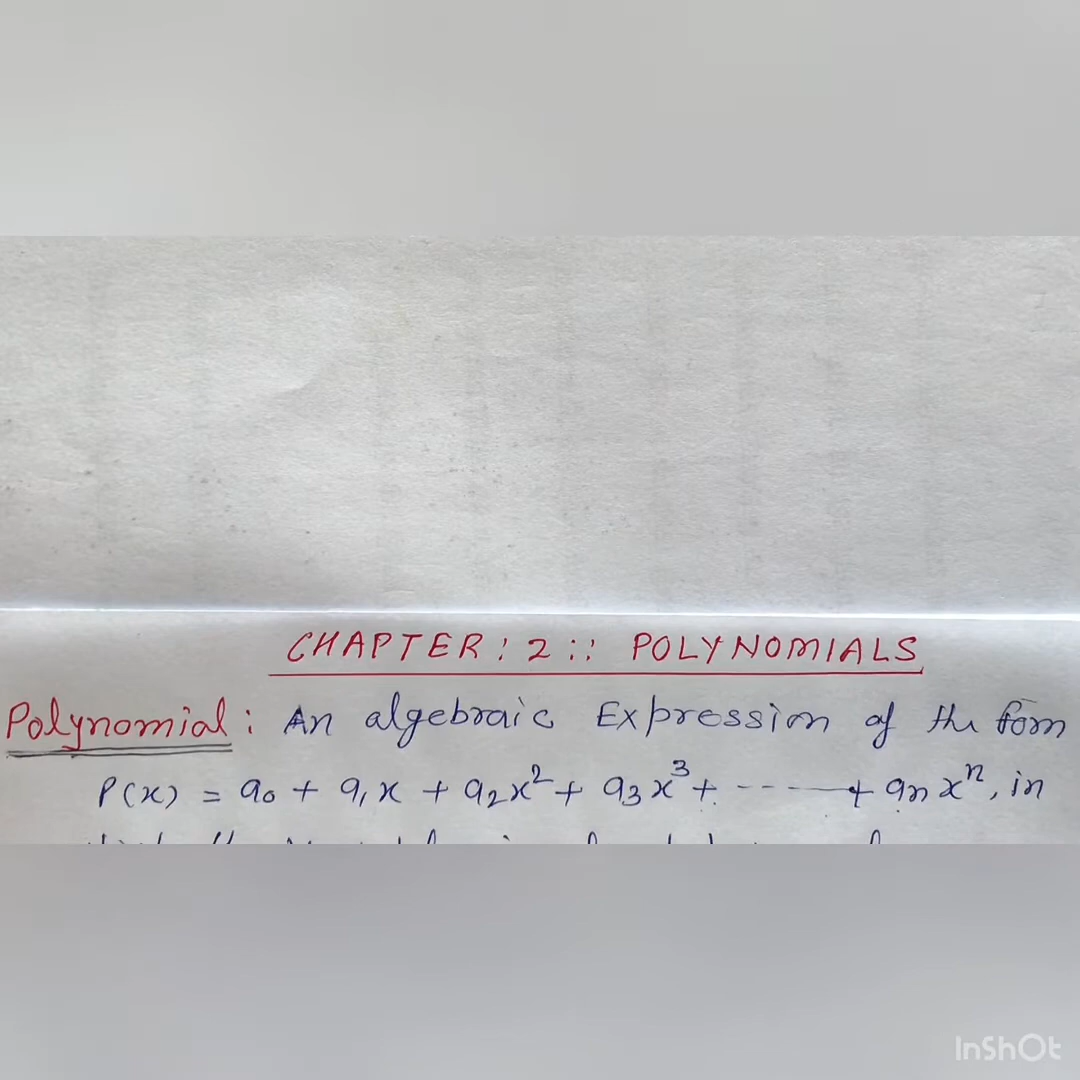 CHAPTER : 2 :: POLYNOMIALS
Polynomial : An algebraic Expression of the form
P(x) = a₀ + a₁x + a₂x² + a₃x³ + ------ + aₙxⁿ, in
InShOt